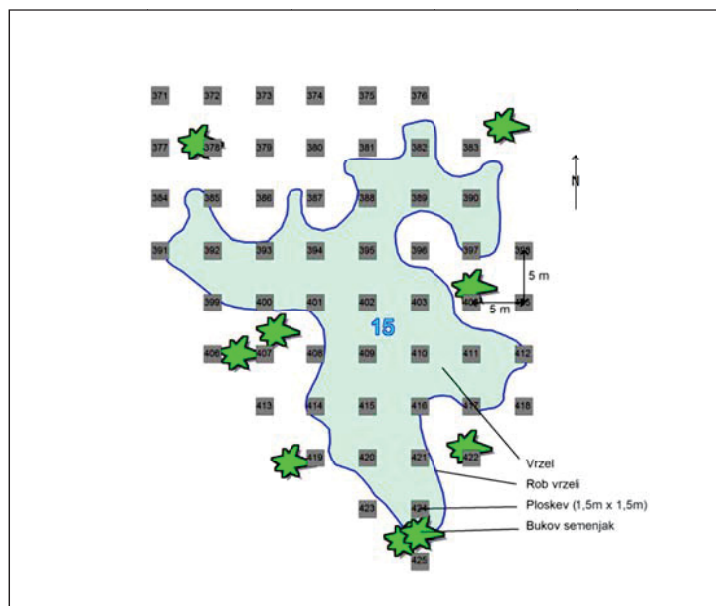 371 372 373 374 375 376
377 378 379 380 381 382 383
384 385 386 387 388 389 390
N
391 392 393 394 395 396 397 398
5 m
399 400 401 402 403 404 405
5 m
15
406 407 408 409 410 411 412
413 414 415 416 417 418
419 420 421 422
Vrzel
Rob vrzeli
423 424
Ploskev (1,5m x 1,5m)
Bukov semenjak
425